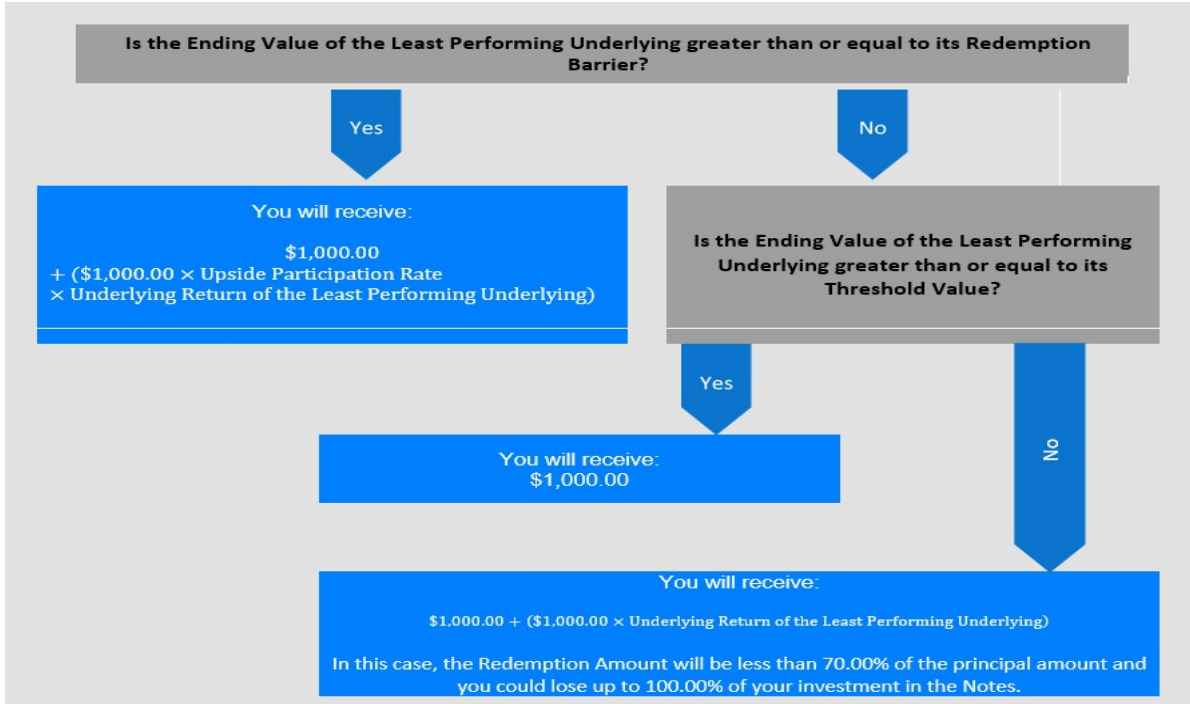 Is the Ending Value of the Least Performing Underlying greater than or equal to its Redemption
Barrier?
Yes
No
You will receive:
$1,000.00
+ ($1,000.00 × Upside Participation Rate
× Underlying Return of the Least Performing Underlying)
Is the Ending Value of the Least Performing
Underlying greater than or equal to its
Threshold Value?
Yes
No
You will receive:
$1,000.00
You will receive:
$1,000.00 + ($1,000.00 × Underlying Return of the Least Performing Underlying)
In this case, the Redemption Amount will be less than 70.00% of the principal amount and
you could lose up to 100.00% of your investment in the Notes.